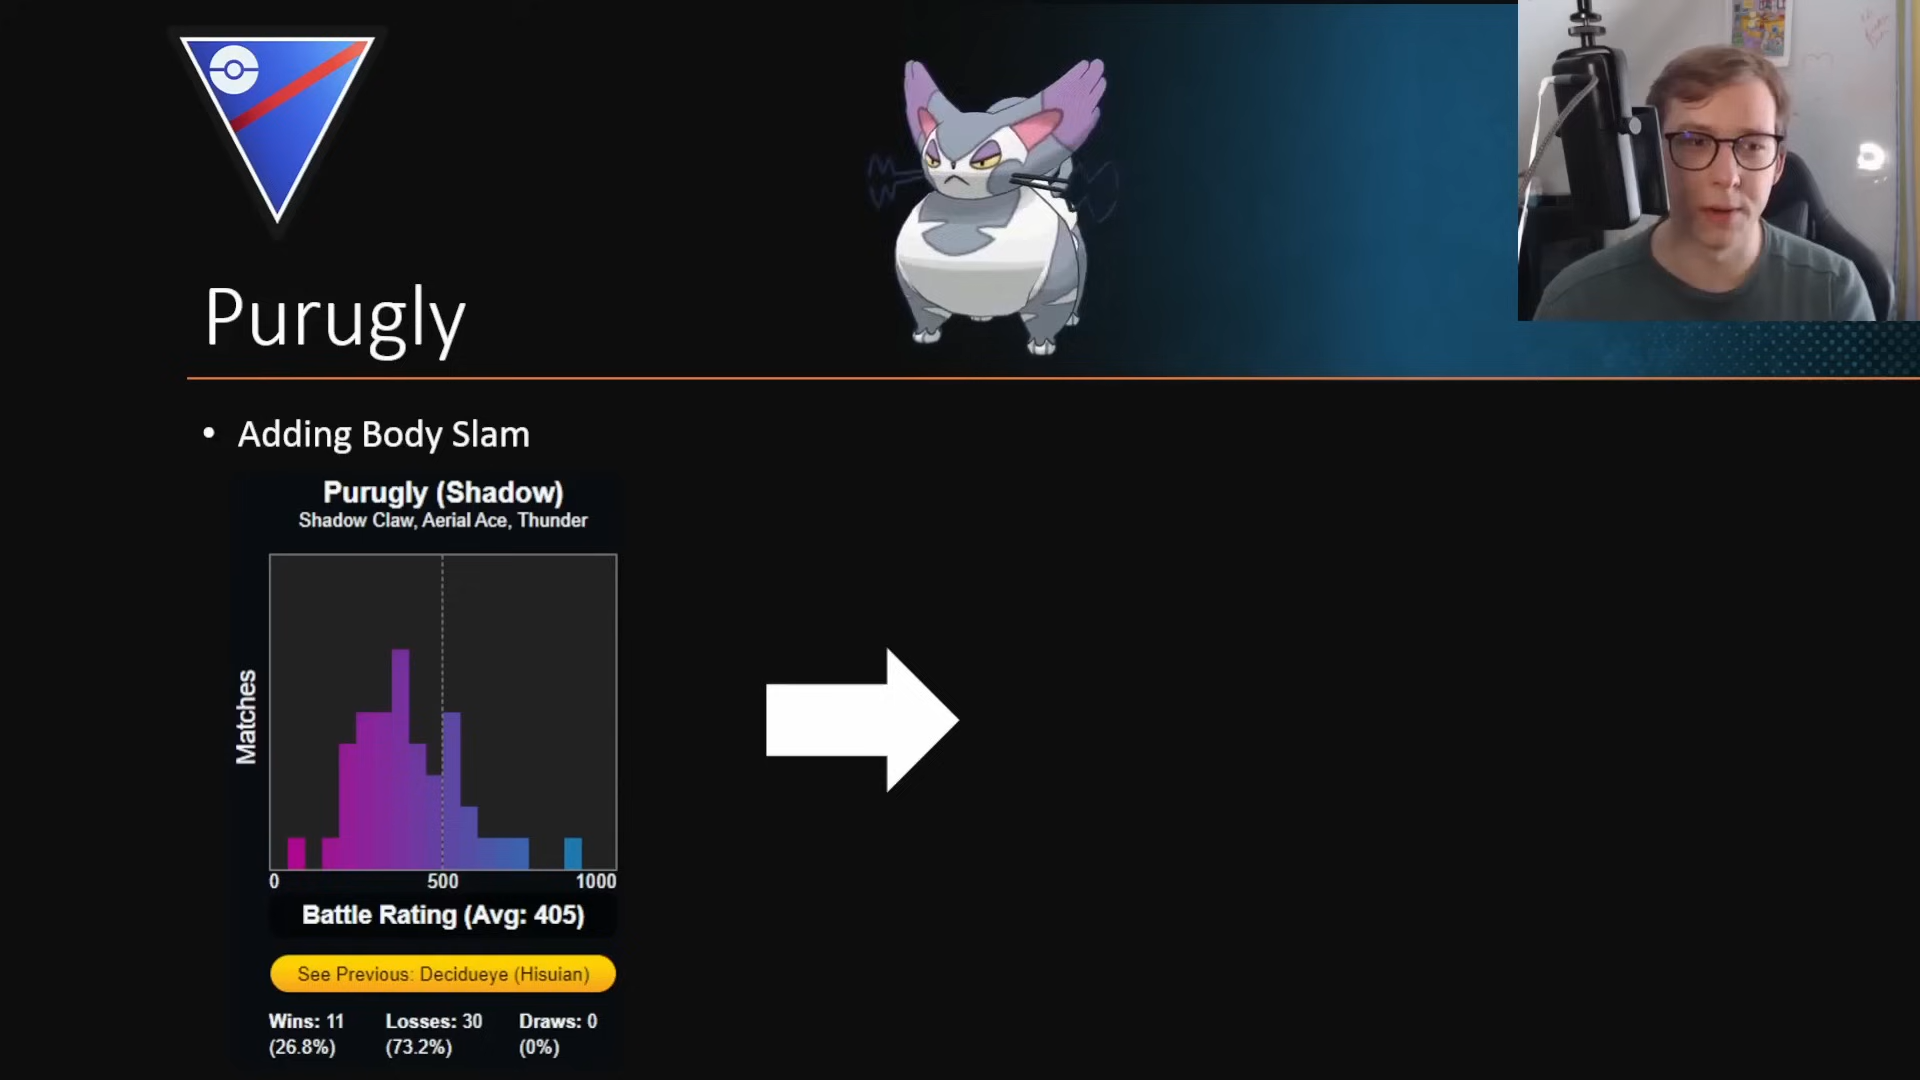 Purugly
• Adding Body Slam
Purugly (Shadow)
Shadow Claw, Aerial Ace, Thunder
Matches
0 500 1000
Battle Rating (Avg: 405)
See Previous: Decidueye (Hisuian)
Wins: 11 Losses: 30 Draws: 0
(26.8%) (73.2%) (0%)